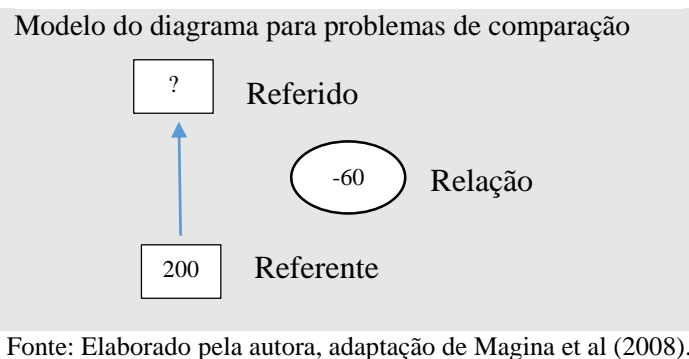 Modelo do diagrama para problemas de comparação
? Referido
-60 Relação
200 Referente
Fonte: Elaborado pela autora, adaptação de Magina et al (2008).